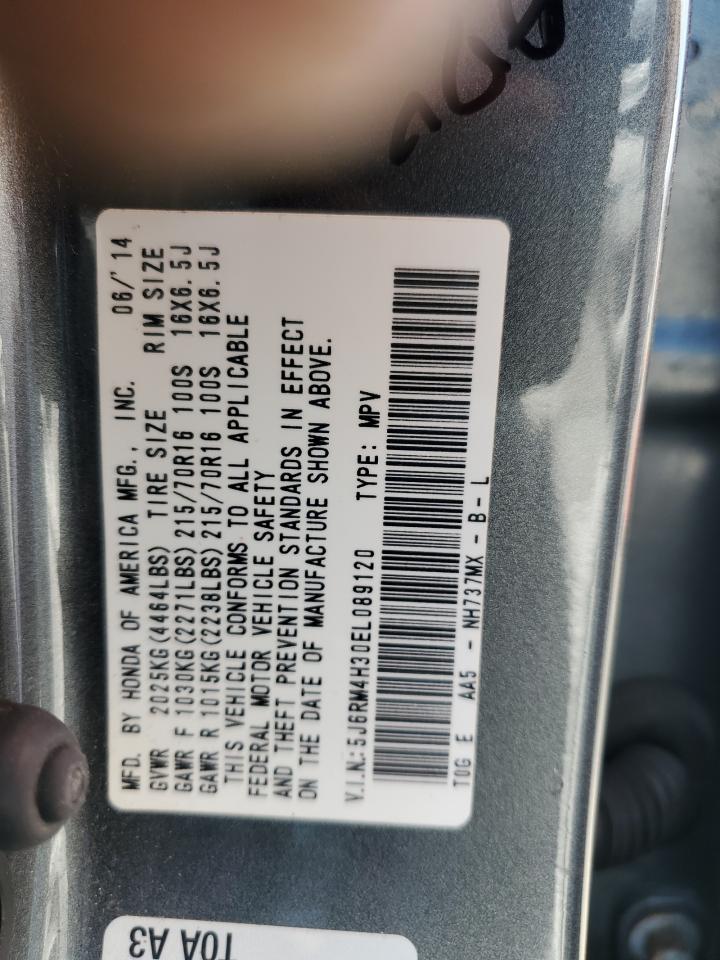 MFD. BY HONDA OF AMERICA MFG., INC. 06/'14
GVWR 2025KG(4464LBS) TIRE SIZE RIM SIZE
GAWR F 1030KG(2271LBS)215/70R16 100S 16X6.5J
GAWR R 1015KG(2238LBS)215/70R16 100S 16X6.5J
THIS VEHICLE CONFORMS TO ALL APPLICABLE
FEDERAL MOTOR VEHICLE SAFETY
AND THEFT PREVENTION STANDARDS IN EFFECT
ON THE DATE OF MANUFACTURE SHOWN ABOVE.
V.I.N.:5J6RM4H30EL089120 TYPE: MPV
T0G E AA5 - NH737MX - B - L
T0A A3